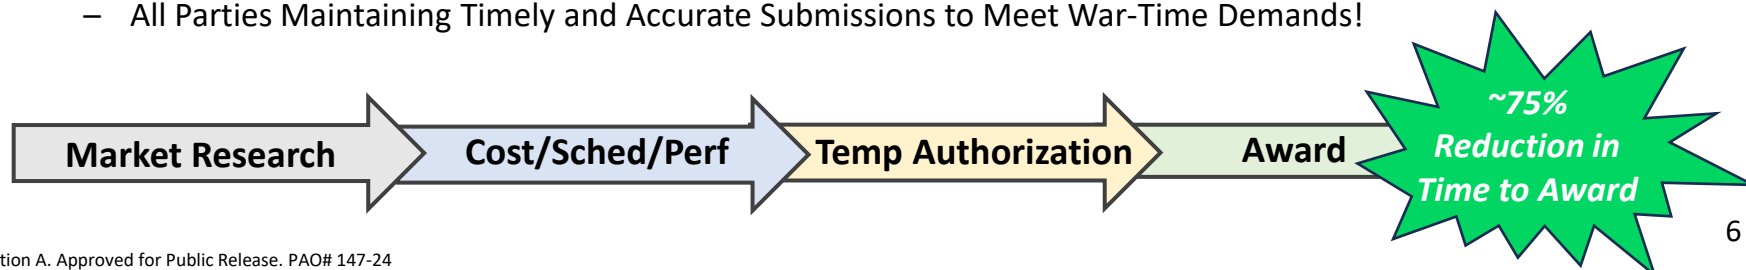 – All Parties Maintaining Timely and Accurate Submissions to Meet War-Time Demands!
Market Research
Cost/Sched/Perf
Temp Authorization
Award
~75%
Reduction in
Time to Award
6
tion A. Approved for Public Release. PAO# 147-24